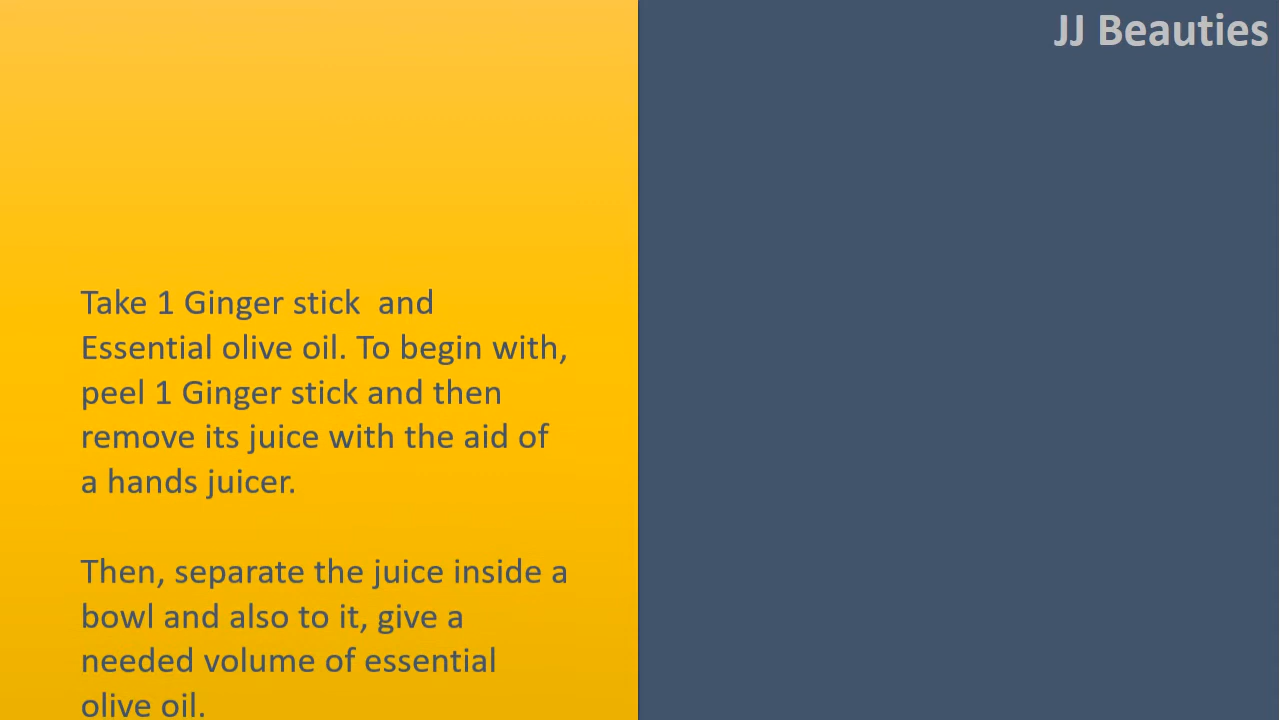 JJ Beauties
Take 1 Ginger stick  and
Essential olive oil. To begin with,
peel 1 Ginger stick and then
remove its juice with the aid of
a hands juicer.
Then, separate the juice inside a
bowl and also to it, give a
needed volume of essential
olive oil.